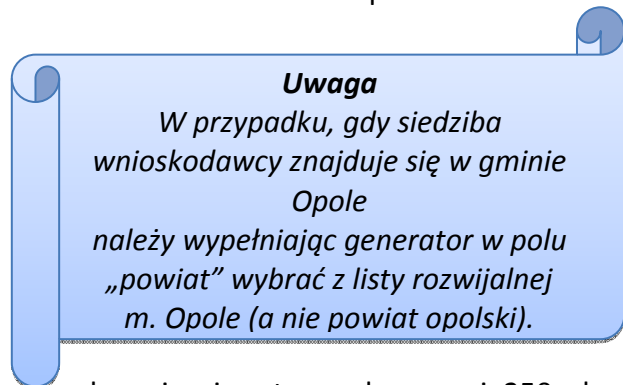 Uwaga
W przypadku, gdy siedziba
wnioskodawcy znajduje się w gminie
Opole
należy wypełniając generator w polu
„powiat” wybrać z listy rozwijalnej
m. Opole (a nie powiat opolski).